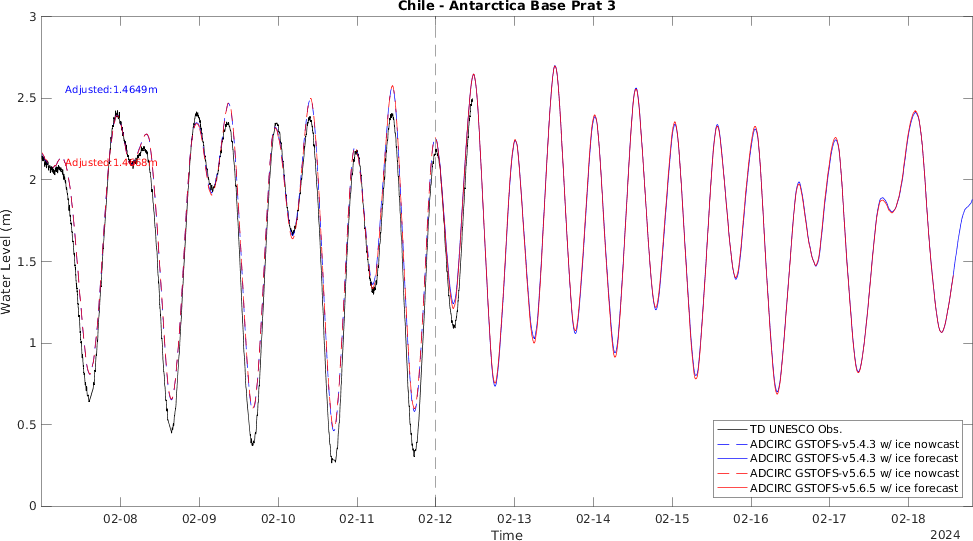 Chile - Antarctica Base Prat 3
Water Level (m)
3
2.5
2
1.5
1
0.5
0
Adjusted:1.4649m
02-08
02-09
02-10
02-11
02-12
02-13
02-14
02-15
02-16
02-17
02-18
Time
2024
TD UNESCO Obs.
ADCIRC GSTOFS-v5.4.3 w/ ice nowcast
ADCIRC GSTOFS-v5.4.3 w/ ice forecast
ADCIRC GSTOFS-v5.6.5 w/ ice nowcast
ADCIRC GSTOFS-v5.6.5 w/ ice forecast